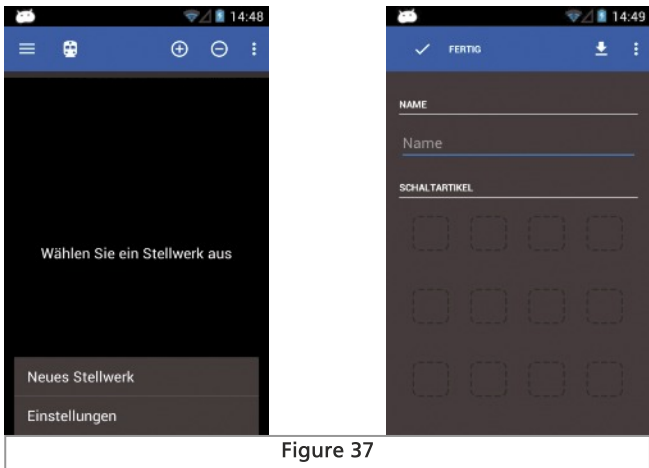 14:48
Wählen Sie ein Stellwerk aus
Neues Stellwerk
Einstellungen
14:49
FERTIG
NAME
Name
SCHALTARTIKEL
Figure 37